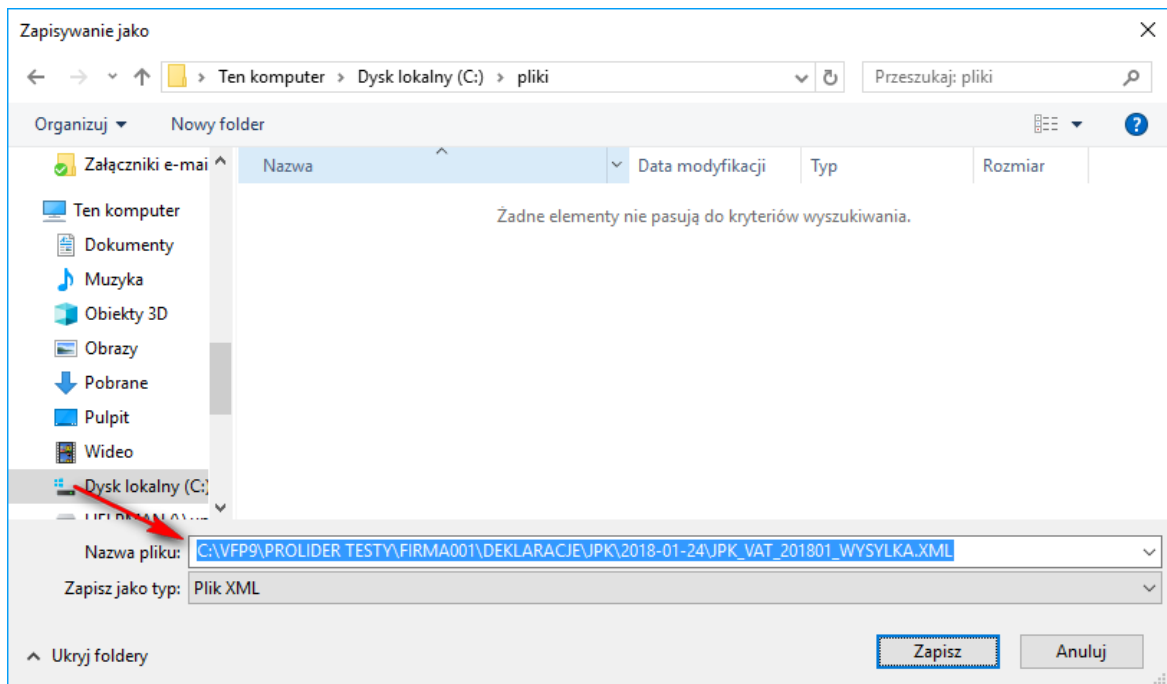 Zapisywanie jako
Ten komputer > Dysk lokalny (C:) > pliki
Przeszukaj: pliki
Organizuj Nowy folder
Załączniki e-mai
Nazwa Data modyfikacji Typ Rozmiar
Ten komputer
Żadne elementy nie pasują do kryteriów wyszukiwania.
Dokumenty
Muzyka
Obiekty 3D
Obrazy
Pobrane
Pulpit
Wideo
Dysk lokalny (C:)
Nazwa pliku: C:\VFP9\PROLIDER TESTY\FIRMA001\DEKLARACJE\JPK\2018-01-24\JPK_VAT_201801_WYSYLKA.XML
Zapisz jako typ: Plik XML
Ukryj foldery
Zapisz Anuluj